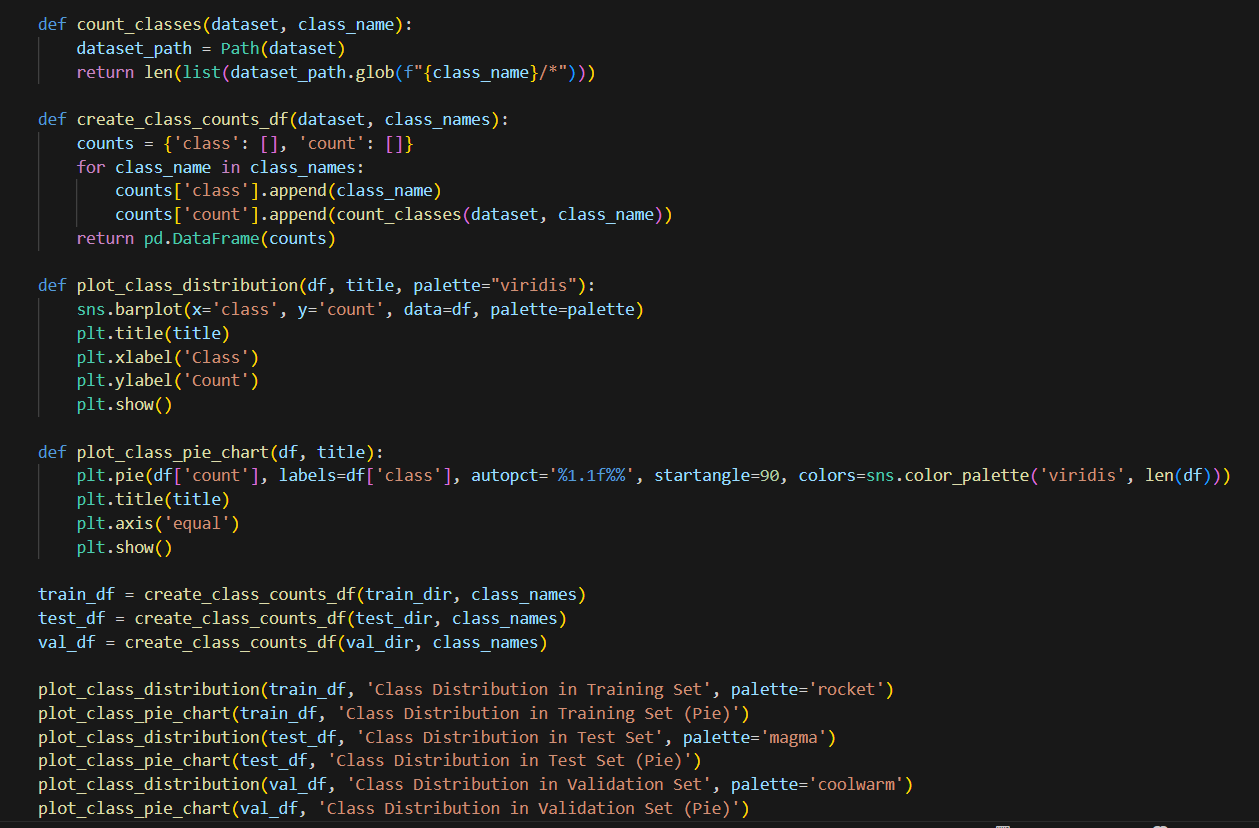 def count_classes(dataset, class_name):
    dataset_path = Path(dataset)
    return len(list(dataset_path.glob(f"{class_name}/*")))

def create_class_counts_df(dataset, class_names):
    counts = {'class': [], 'count': []}
    for class_name in class_names:
        counts['class'].append(class_name)
        counts['count'].append(count_classes(dataset, class_name))
    return pd.DataFrame(counts)

def plot_class_distribution(df, title, palette="viridis"):
    sns.barplot(x='class', y='count', data=df, palette=palette)
    plt.title(title)
    plt.xlabel('Class')
    plt.ylabel('Count')
    plt.show()

def plot_class_pie_chart(df, title):
    plt.pie(df['count'], labels=df['class'], autopct='%1.1f%%', startangle=90, colors=sns.color_palette('viridis', len(df)))
    plt.title(title)
    plt.axis('equal')
    plt.show()

train_df = create_class_counts_df(train_dir, class_names)
test_df = create_class_counts_df(test_dir, class_names)
val_df = create_class_counts_df(val_dir, class_names)

plot_class_distribution(train_df, 'Class Distribution in Training Set', palette='rocket')
plot_class_pie_chart(train_df, 'Class Distribution in Training Set (Pie)')
plot_class_distribution(test_df, 'Class Distribution in Test Set', palette='magma')
plot_class_pie_chart(test_df, 'Class Distribution in Test Set (Pie)')
plot_class_distribution(val_df, 'Class Distribution in Validation Set', palette='coolwarm')
plot_class_pie_chart(val_df, 'Class Distribution in Validation Set (Pie)')